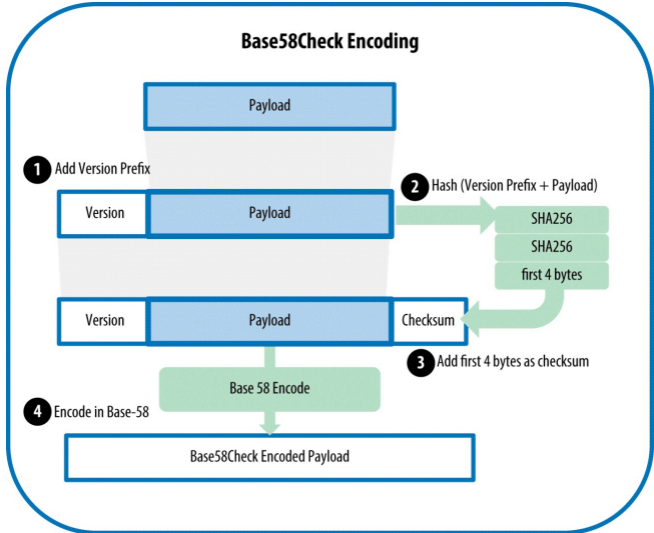 Base58Check Encoding
Payload
1 Add Version Prefix
2 Hash (Version Prefix + Payload)
Version Payload
SHA256
SHA256
first 4 bytes
Version Payload Checksum
3 Add first 4 bytes as checksum
Base 58 Encode
4 Encode in Base-58
Base58Check Encoded Payload